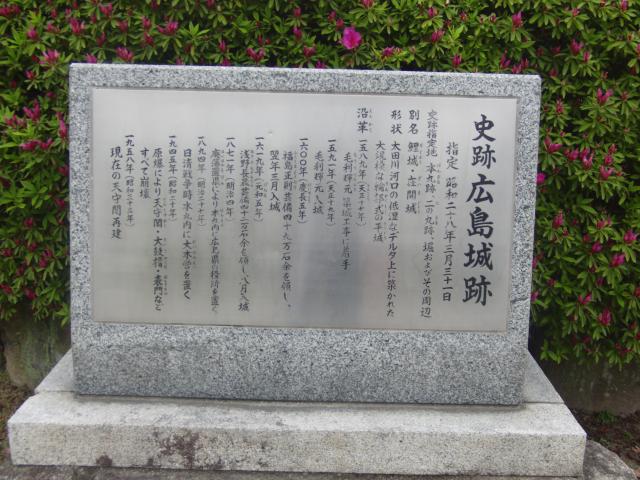 史跡 広島城跡
指定 昭和二十八年三月三十一日
史跡指定地 本丸跡・二の丸跡・堀およびその周辺
別名 鯉城・在間城
形状 太田川河口の低湿なデルタ上に築かれた
大規模な輪郭式の平城
沿革
一五八九年(天正十七年)
毛利輝元 築城工事に着手
一五九一年(天正十九年)
毛利輝元入城
一六〇〇年(慶長五年)
福島正則芸備四十九万石余を領し、
翌年三月入城
一六一九年(元和五年)
浅野長晟芸備四十二万石余を領し、八月入城
一八七一年(明治四年)
廃藩置県により本丸内に広島県の役所を置く
一八九四年(明治二十七年)
日清戦争時本丸内に大本営を置く
一九四五年(昭和二十年)
原爆により天守閣・太鼓櫓・裏門など
すべて崩壊
一九五八年(昭和三十三年)
現在の天守閣再建